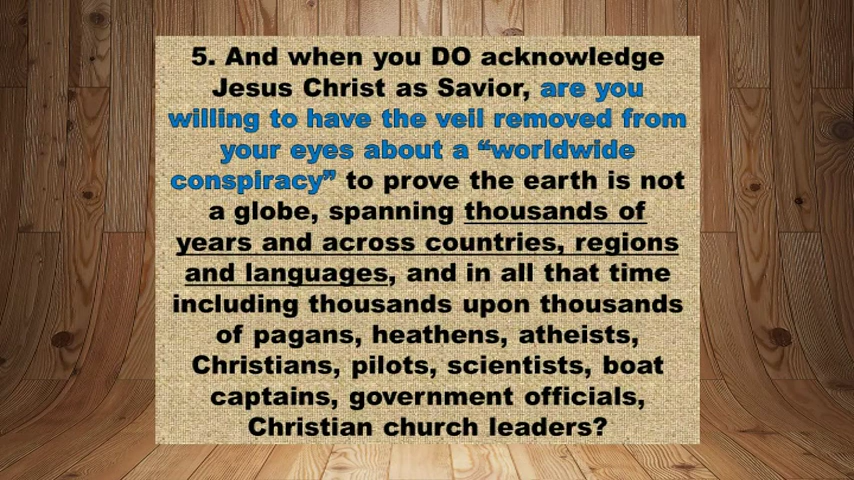 5. And when you DO acknowledge
Jesus Christ as Savior, are you
willing to have the veil removed from
your eyes about a “worldwide
conspiracy” to prove the earth is not
a globe, spanning thousands of
years and across countries, regions
and languages, and in all that time
including thousands upon thousands
of pagans, heathens, atheists,
Christians, pilots, scientists, boat
captains, government officials,
Christian church leaders?